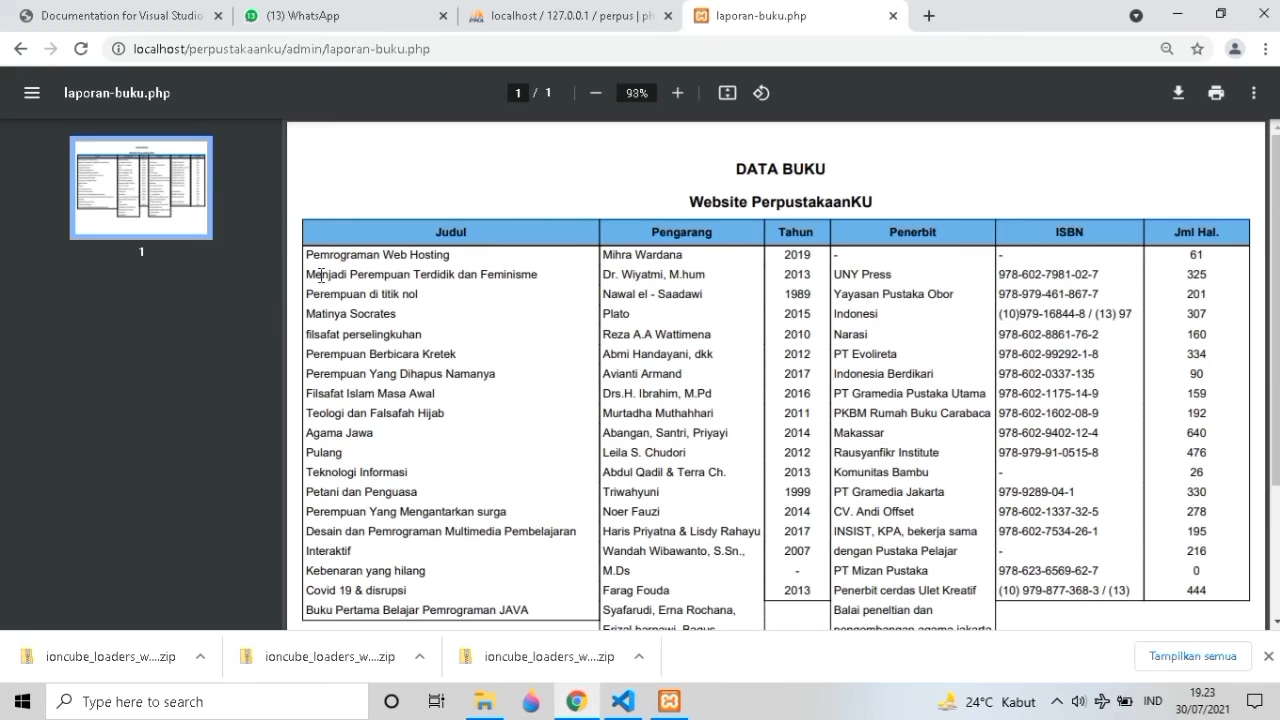 Documentation for Visual Studio
(13) WhatsApp
localhost / 127.0.0.1 / perpus | ph
laporan-buku.php
localhost/perpustakaanku/admin/laporan-buku.php
laporan-buku.php
1 / 1
93%
1
DATA BUKU
Website PerpustakaanKU
Judul Pengarang Tahun Penerbit ISBN Jml Hal.
Pemrograman Web Hosting Mihra Wardana 2019 - - 61
Menjadi Perempuan Terdidik dan Feminisme Dr. Wiyatmi, M.hum 2013 UNY Press 978-602-7981-02-7 325
Perempuan di titik nol Nawal el - Saadawi 1989 Yayasan Pustaka Obor 978-979-461-867-7 201
Matinya Socrates Plato 2015 Indonesi (10)979-16844-8 / (13) 97 307
filsafat perselingkuhan Reza A.A Wattimena 2010 Narasi 978-602-8861-76-2 160
Perempuan Berbicara Kretek Abmi Handayani, dkk 2012 PT Evolireta 978-602-99292-1-8 334
Perempuan Yang Dihapus Namanya Avianti Armand 2017 Indonesia Berdikari 978-602-0337-135 90
Filsafat Islam Masa Awal Drs.H. Ibrahim, M.Pd 2016 PT Gramedia Pustaka Utama 978-602-1175-14-9 159
Teologi dan Falsafah Hijab Murtadha Muthahhari 2011 PKBM Rumah Buku Carabaca 978-602-1602-08-9 192
Agama Jawa Abangan, Santri, Priyayi 2014 Makassar 978-602-9402-12-4 640
Pulang Leila S. Chudori 2012 Rausyanfikr Institute 978-979-91-0515-8 476
Teknologi Informasi Abdul Qadil & Terra Ch. 2013 Komunitas Bambu - 26
Petani dan Penguasa Triwahyuni 1999 PT Gramedia Jakarta 979-9289-04-1 330
Perempuan Yang Mengantarkan surga Noer Fauzi 2014 CV. Andi Offset 978-602-1337-32-5 278
Desain dan Pemrograman Multimedia Pembelajaran Haris Priyatna & Lisdy Rahayu 2017 INSIST, KPA, bekerja sama 978-602-7534-26-1 195
Interaktif Wandah Wibawanto, S.Sn., 2007 dengan Pustaka Pelajar - 216
Kebenaran yang hilang M.Ds - PT Mizan Pustaka 978-623-6569-62-7 0
Covid 19 & disrupsi Farag Fouda 2013 Penerbit cerdas Ulet Kreatif (10) 979-877-368-3 / (13) 444
Buku Pertama Belajar Pemrograman JAVA Syafarudi, Erna Rochana, Balai peneltian dan
Erizal barnawi, Bagus pengembangan agama jakarta
ioncube_loaders_w....zip
ioncube_loaders_w....zip
ioncube_loaders_w....zip
Tampilkan semua
Type here to search
24°C Kabut
IND
19.23
30/07/2021